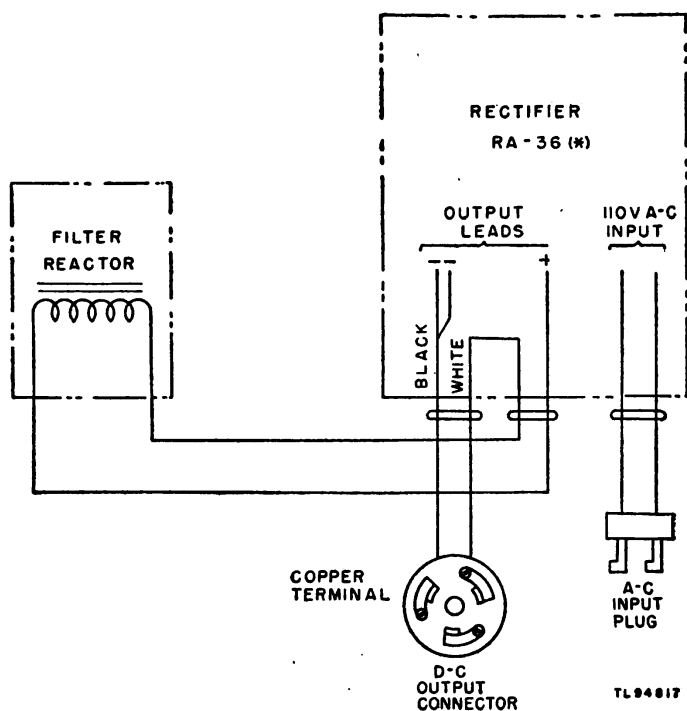 RECTIFIER
RA-36 (*)
OUTPUT
LEADS
110V A-C
INPUT
FILTER
REACTOR
– –
+
BLACK
WHITE
COPPER
TERMINAL
D-C
OUTPUT
CONNECTOR
A-C
INPUT
PLUG
TL94817